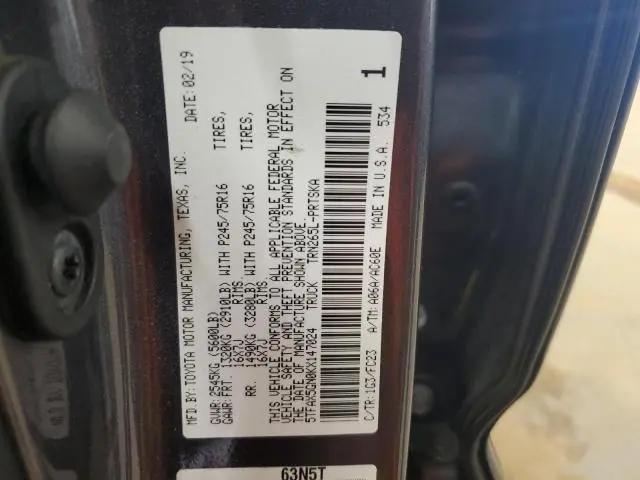 MFD.BY:TOYOTA MOTOR MANUFACTURING, TEXAS, INC. DATE: 02/19
GVWR: 2545KG (5600LB)
GAWR: FRT. 1320KG (2910LB) WITH P245/75R16 TIRES,
16X7J RIMS,
RR. 1490KG (3280LB) WITH P245/75R16 TIRES,
16X7J RIMS.
THIS VEHICLE CONFORMS TO ALL APPLICABLE FEDERAL MOTOR
VEHICLE SAFETY AND THEFT PREVENTION STANDARDS IN EFFECT ON
THE DATE OF MANUFACTURE SHOWN ABOVE.
5TFAX5GN0KX147024 TRUCK TRN265L-PRTSKA
1
C/TR:1G3/FC23 A/TM: A06A/AC60E MADE IN U.S.A. 534
63N5T